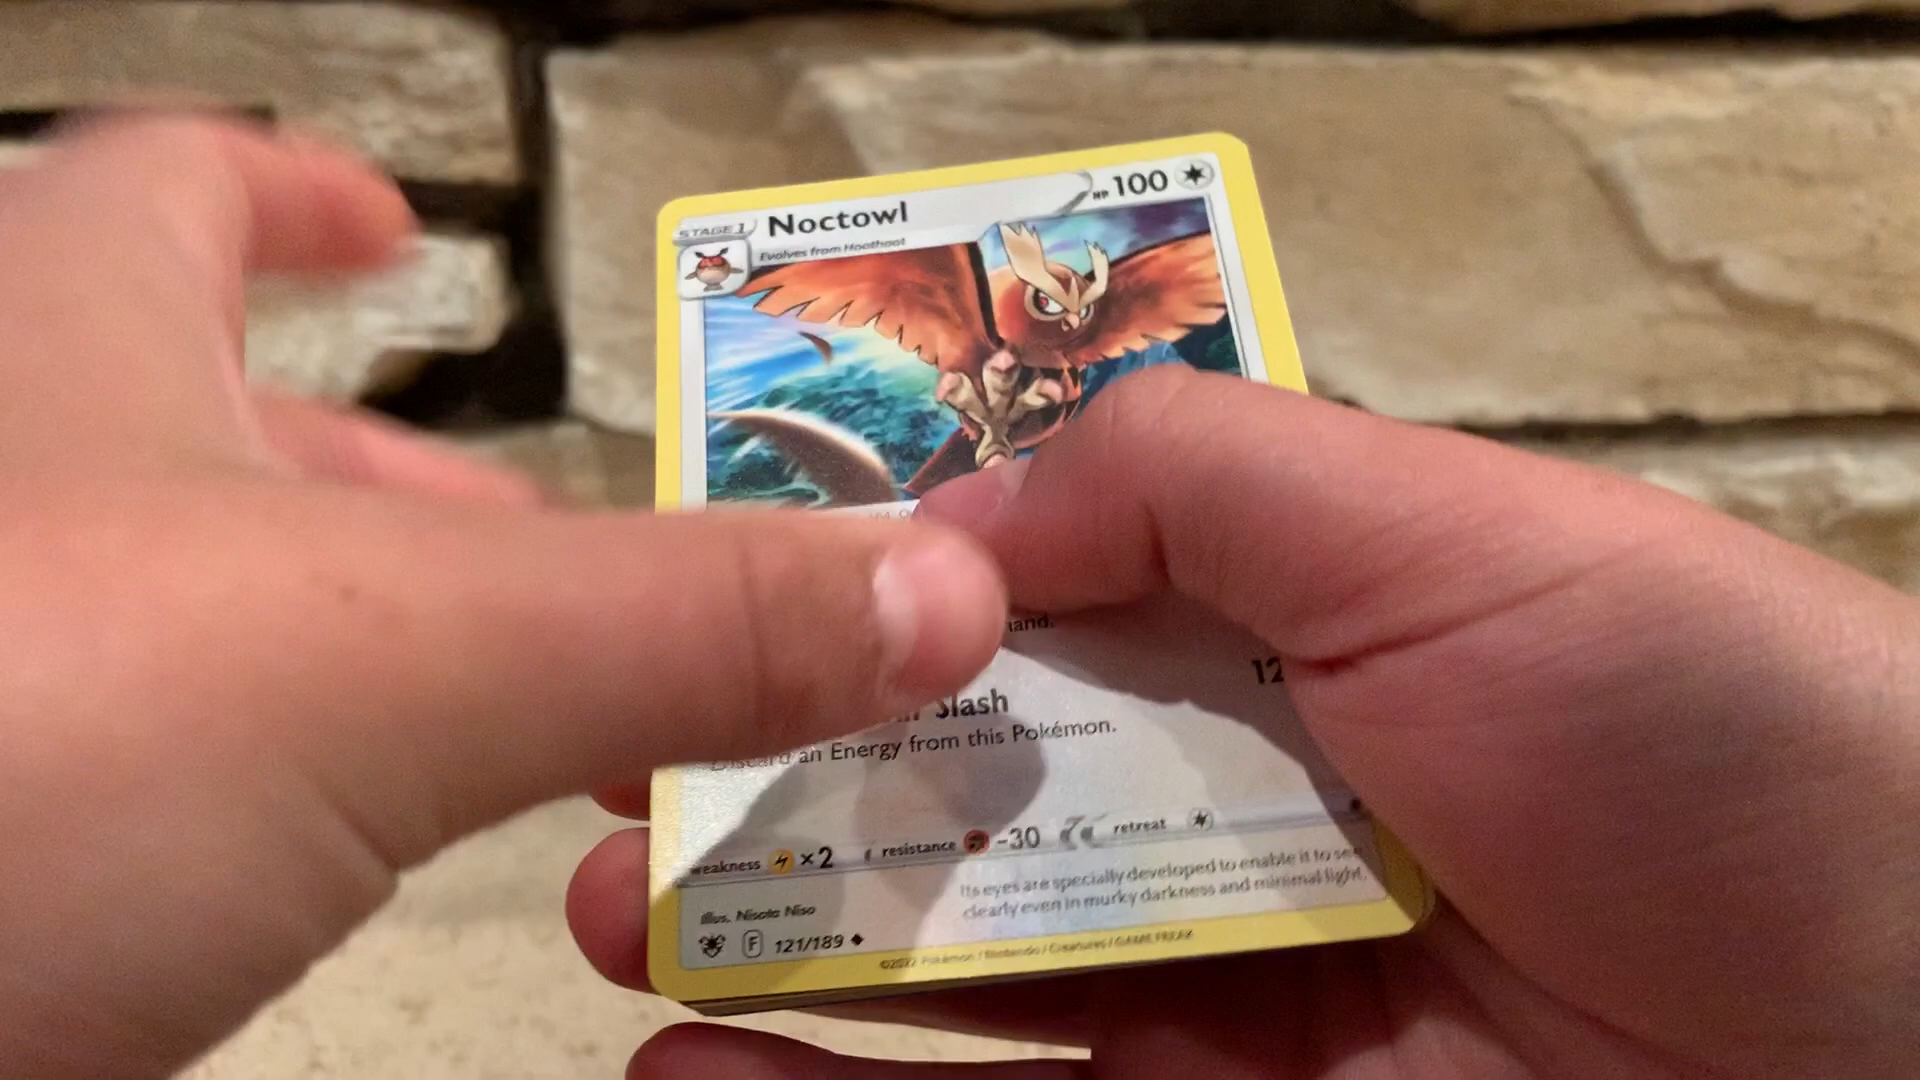 STAGE 1 Noctowl HP 100
Evolves from Hoothoot
hand.
Slash 12
Discard an Energy from this Pokémon.
weakness ×2 resistance -30 retreat
Its eyes are specially developed to enable it to see
clearly even in murky darkness and minimal light.
Illus. Nisota Niso
F 121/189
©2022 Pokémon / Nintendo / Creatures / GAME FREAK